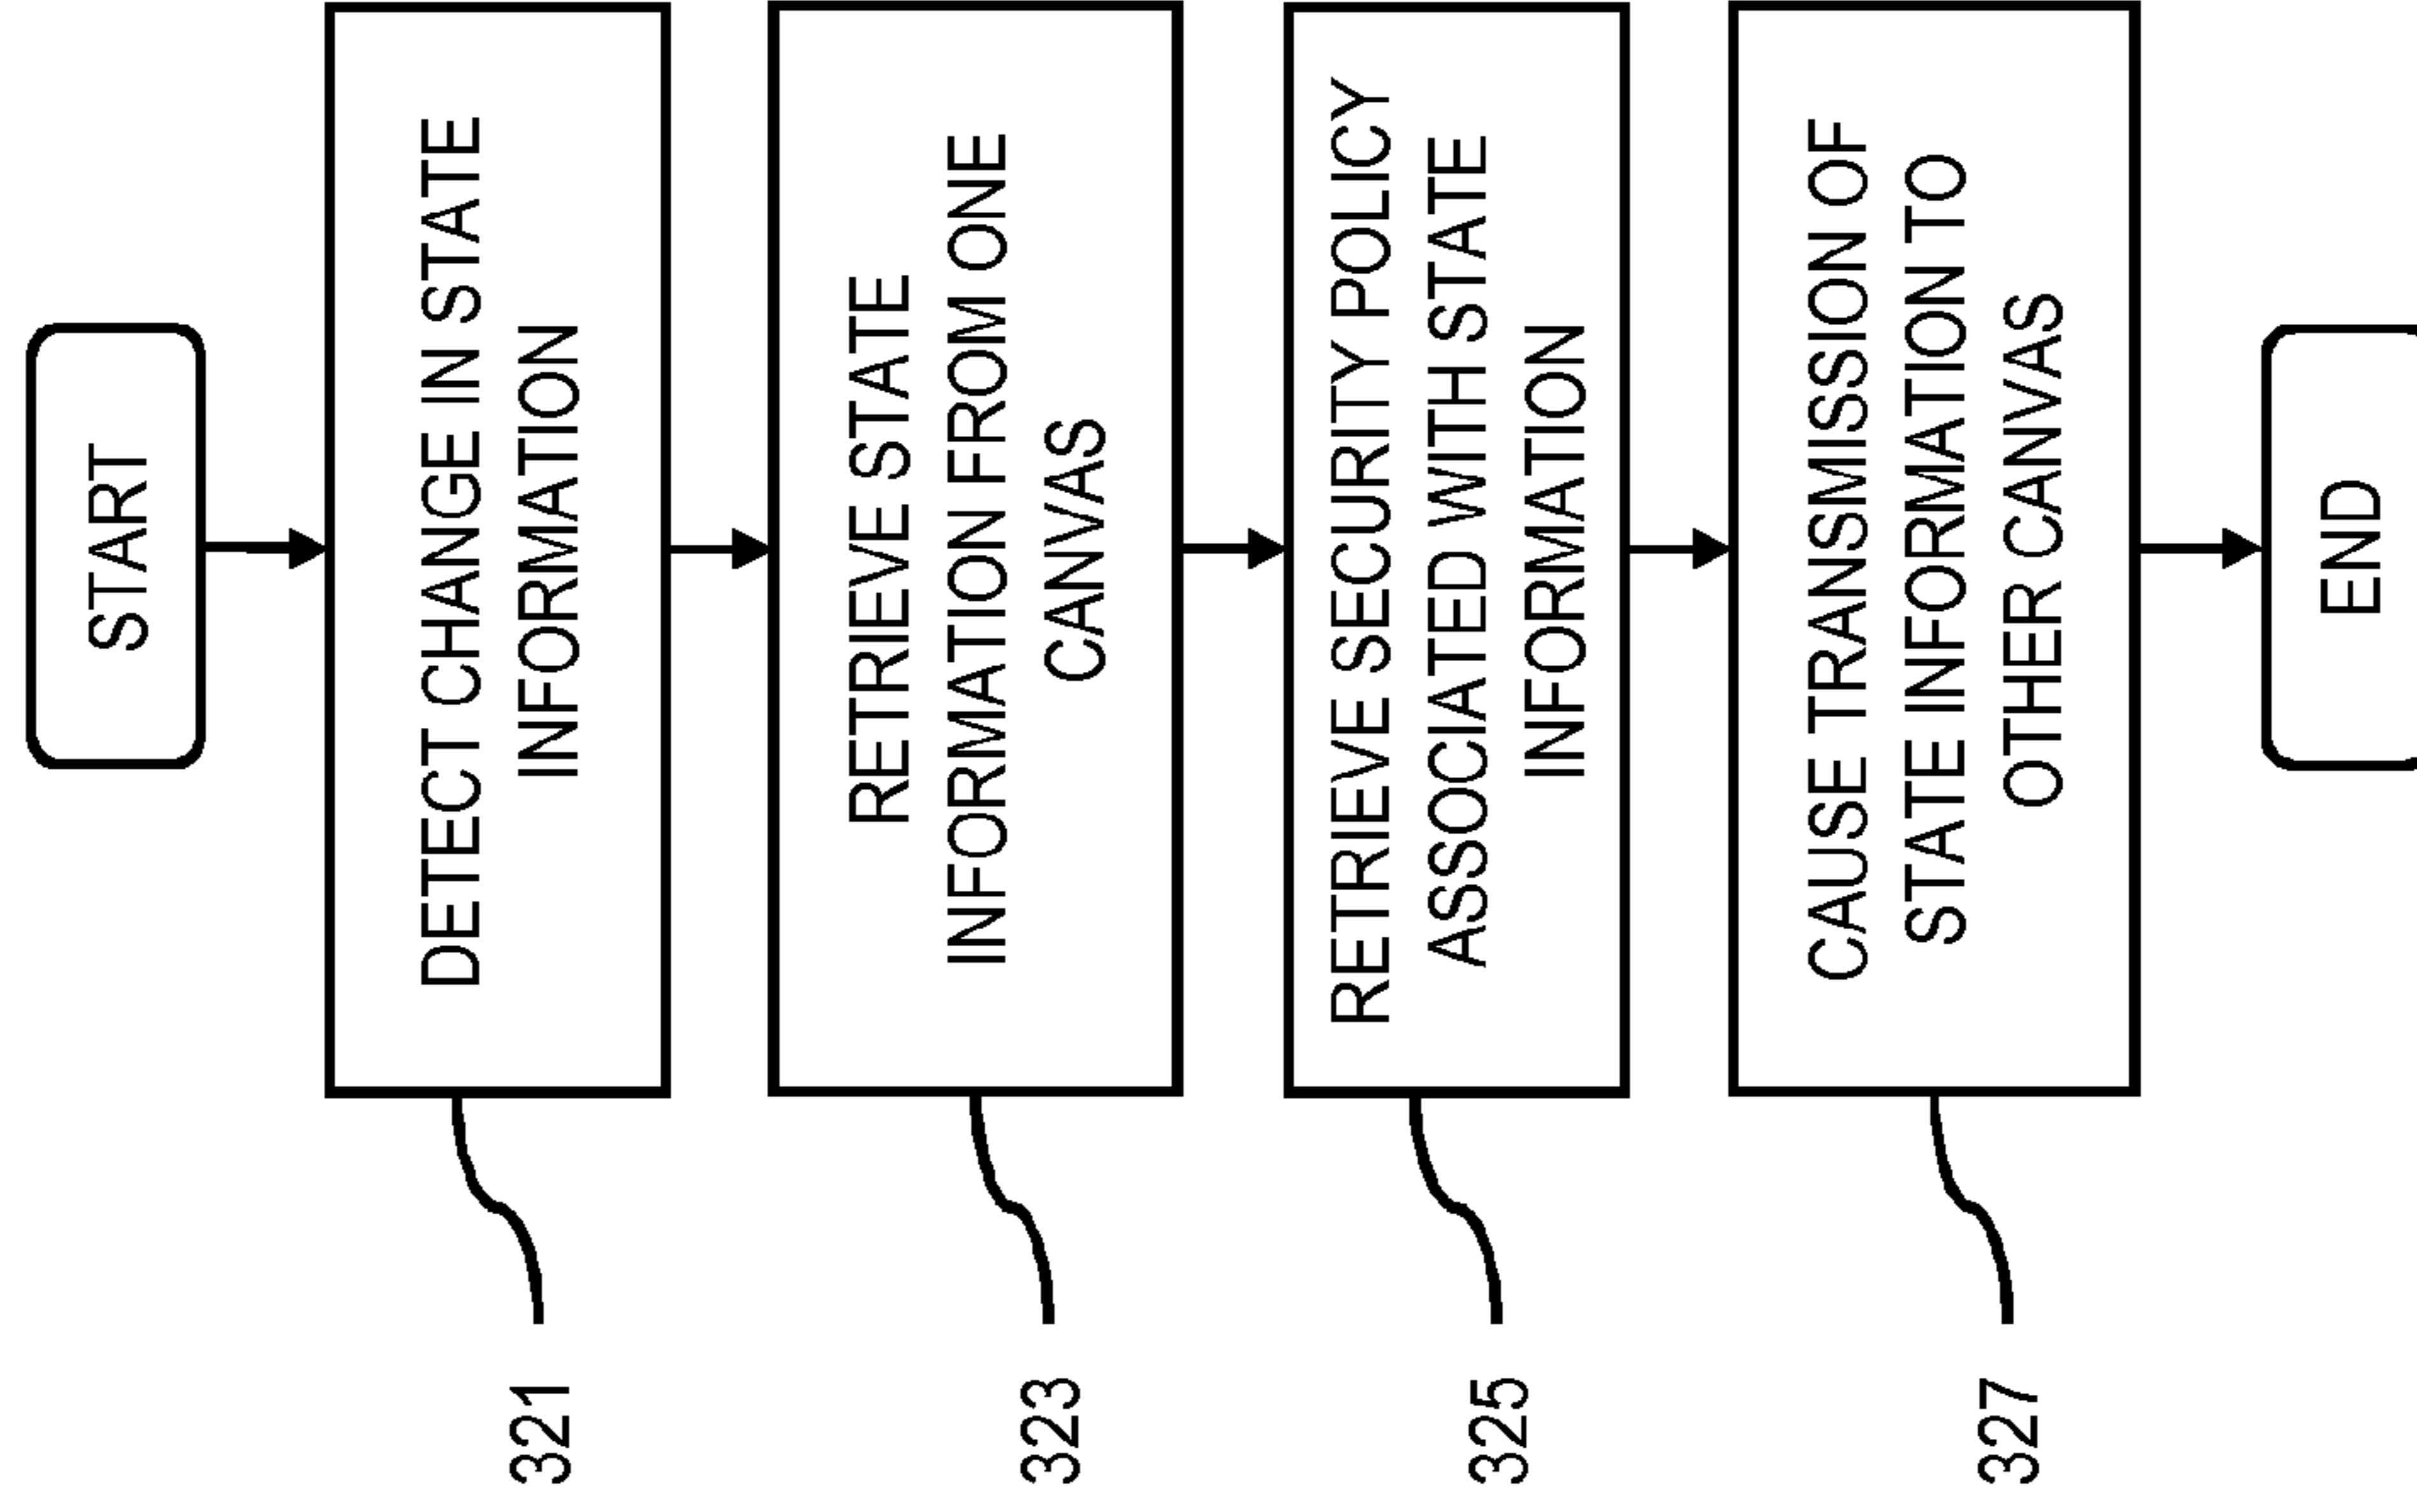 START
DETECT CHANGE IN STATE
INFORMATION
321
RETRIEVE STATE
INFORMATION FROM ONE
CANVAS
323
RETRIEVE SECURITY POLICY
ASSOCIATED WITH STATE
INFORMATION
325
CAUSE TRANSMISSION OF
STATE INFORMATION TO
OTHER CANVAS
327
END